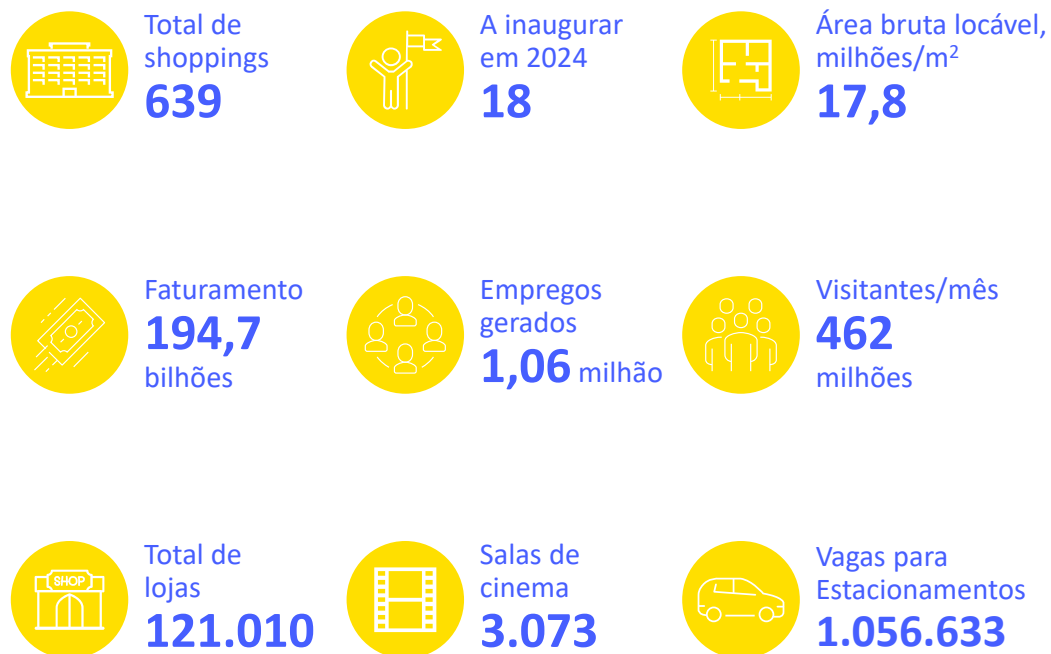 Total de
shoppings
639
A inaugurar
em 2024
18
Área bruta locável,
milhões/m²
17,8
Faturamento
194,7
bilhões
Empregos
gerados
1,06 milhão
Visitantes/mês
462
milhões
SHOP
Total de
lojas
121.010
Salas de
cinema
3.073
Vagas para
Estacionamentos
1.056.633